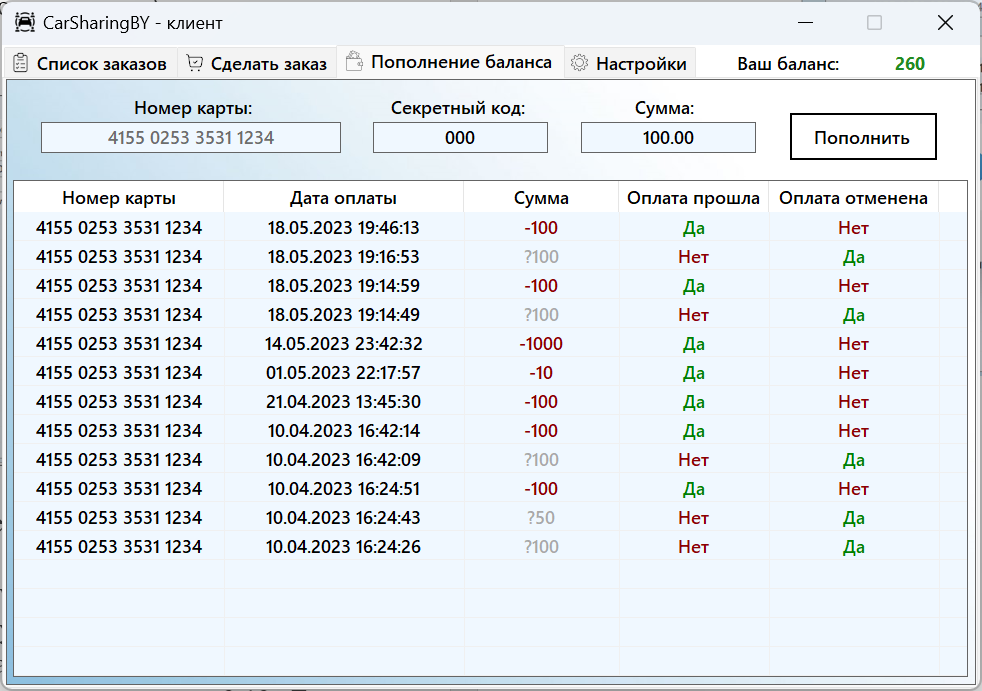 CarSharingBY - клиент
Список заказов Сделать заказ Пополнение баланса Настройки Ваш баланс: 260
Номер карты: Секретный код: Сумма:
4155 0253 3531 1234 000 100.00 Пополнить
Номер карты Дата оплаты Сумма Оплата прошла Оплата отменена
4155 0253 3531 1234 18.05.2023 19:46:13 -100 Да Нет
4155 0253 3531 1234 18.05.2023 19:16:53 ?100 Нет Да
4155 0253 3531 1234 18.05.2023 19:14:59 -100 Да Нет
4155 0253 3531 1234 18.05.2023 19:14:49 ?100 Нет Да
4155 0253 3531 1234 14.05.2023 23:42:32 -1000 Да Нет
4155 0253 3531 1234 01.05.2023 22:17:57 -10 Да Нет
4155 0253 3531 1234 21.04.2023 13:45:30 -100 Да Нет
4155 0253 3531 1234 10.04.2023 16:42:14 -100 Да Нет
4155 0253 3531 1234 10.04.2023 16:42:09 ?100 Нет Да
4155 0253 3531 1234 10.04.2023 16:24:51 -100 Да Нет
4155 0253 3531 1234 10.04.2023 16:24:43 ?50 Нет Да
4155 0253 3531 1234 10.04.2023 16:24:26 ?100 Нет Да